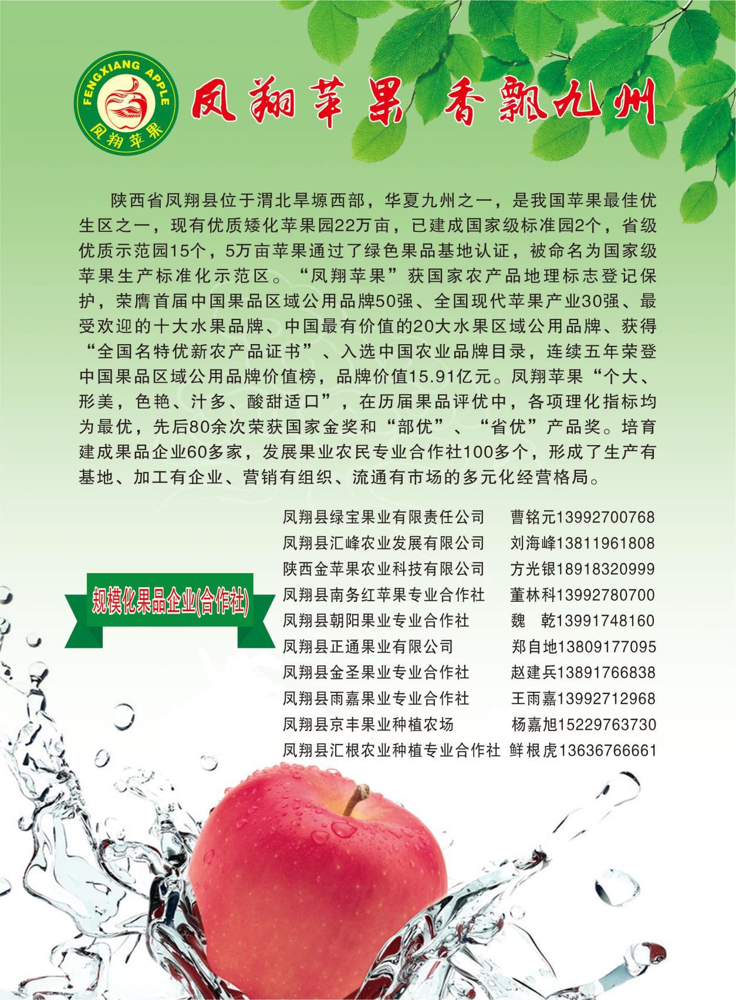 FENGXIANG APPLE
凤翔苹果
凤翔苹果 香飘九州
陕西省凤翔县位于渭北旱塬西部，华夏九州之一，是我国苹果最佳优
生区之一，现有优质矮化苹果园22万亩，已建成国家级标准园2个，省级
优质示范园15个，5万亩苹果通过了绿色果品基地认证，被命名为国家级
苹果生产标准化示范区。“凤翔苹果”获国家农产品地理标志登记保
护，荣膺首届中国果品区域公用品牌50强、全国现代苹果产业30强、最
受欢迎的十大水果品牌、中国最有价值的20大水果区域公用品牌、获得
“全国名特优新农产品证书”、入选中国农业品牌目录，连续五年荣登
中国果品区域公用品牌价值榜，品牌价值15.91亿元。凤翔苹果“个大、
形美，色艳、汁多、酸甜适口”，在历届果品评优中，各项理化指标均
为最优，先后80余次荣获国家金奖和“部优”、“省优”产品奖。培育
建成果品企业60多家，发展果业农民专业合作社100多个，形成了生产有
基地、加工有企业、营销有组织、流通有市场的多元化经营格局。
规模化果品企业(合作社)
凤翔县绿宝果业有限责任公司 曹铭元13992700768
凤翔县汇峰农业发展有限公司 刘海峰13811961808
陕西金苹果农业科技有限公司 方光银18918320999
凤翔县南务红苹果专业合作社 董林科13992780700
凤翔县朝阳果业专业合作社 魏 乾13991748160
凤翔县正通果业有限公司 郑自地13809177095
凤翔县金圣果业专业合作社 赵建兵13891766838
凤翔县雨嘉果业专业合作社 王雨嘉13992712968
凤翔县京丰果业种植农场 杨嘉旭15229763730
凤翔县汇根农业种植专业合作社 鲜根虎13636766661